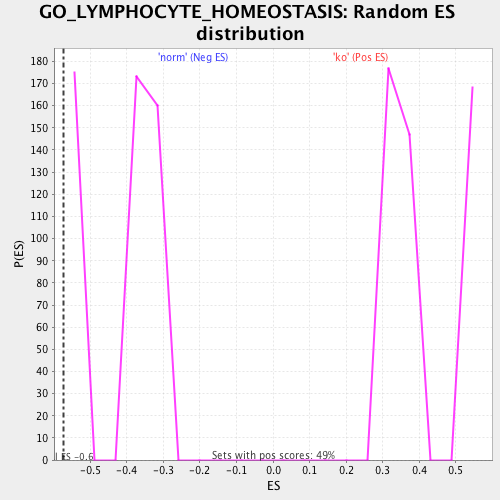 GO_LYMPHOCYTE_HOMEOSTASIS: Random ES
distribution
'norm' (Neg ES) 'ko' (Pos ES)
180
170
160
150
140
130
120
110
100
90
80
70
60
50
40
30
20
10
0
P(ES)
ES -0.6
Sets with pos scores: 49%
-0.5 -0.4 -0.3 -0.2 -0.1 0.0 0.1 0.2 0.3 0.4 0.5
ES